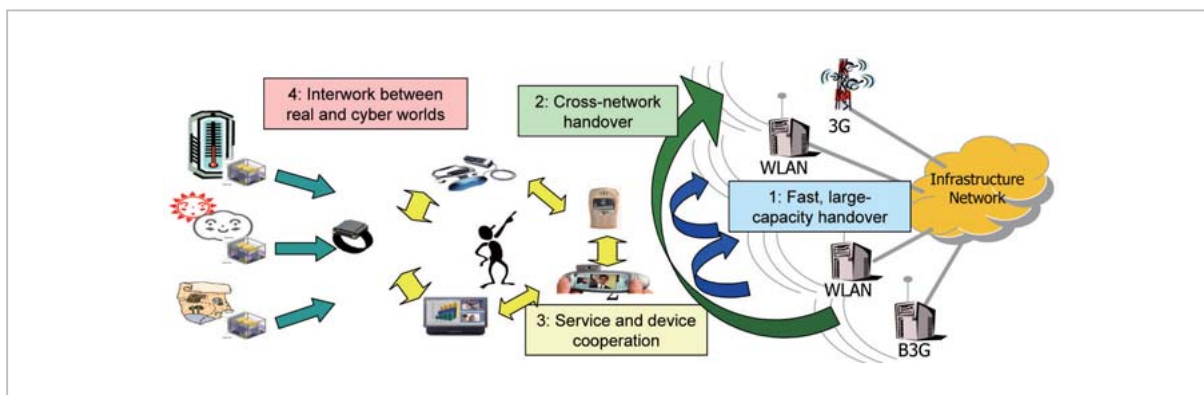 4: Interwork between
real and cyber worlds
2: Cross-network
handover
3G
WLAN
Infrastructure
Network
1: Fast, large-
capacity handover
WLAN
3: Service and device
cooperation
B3G